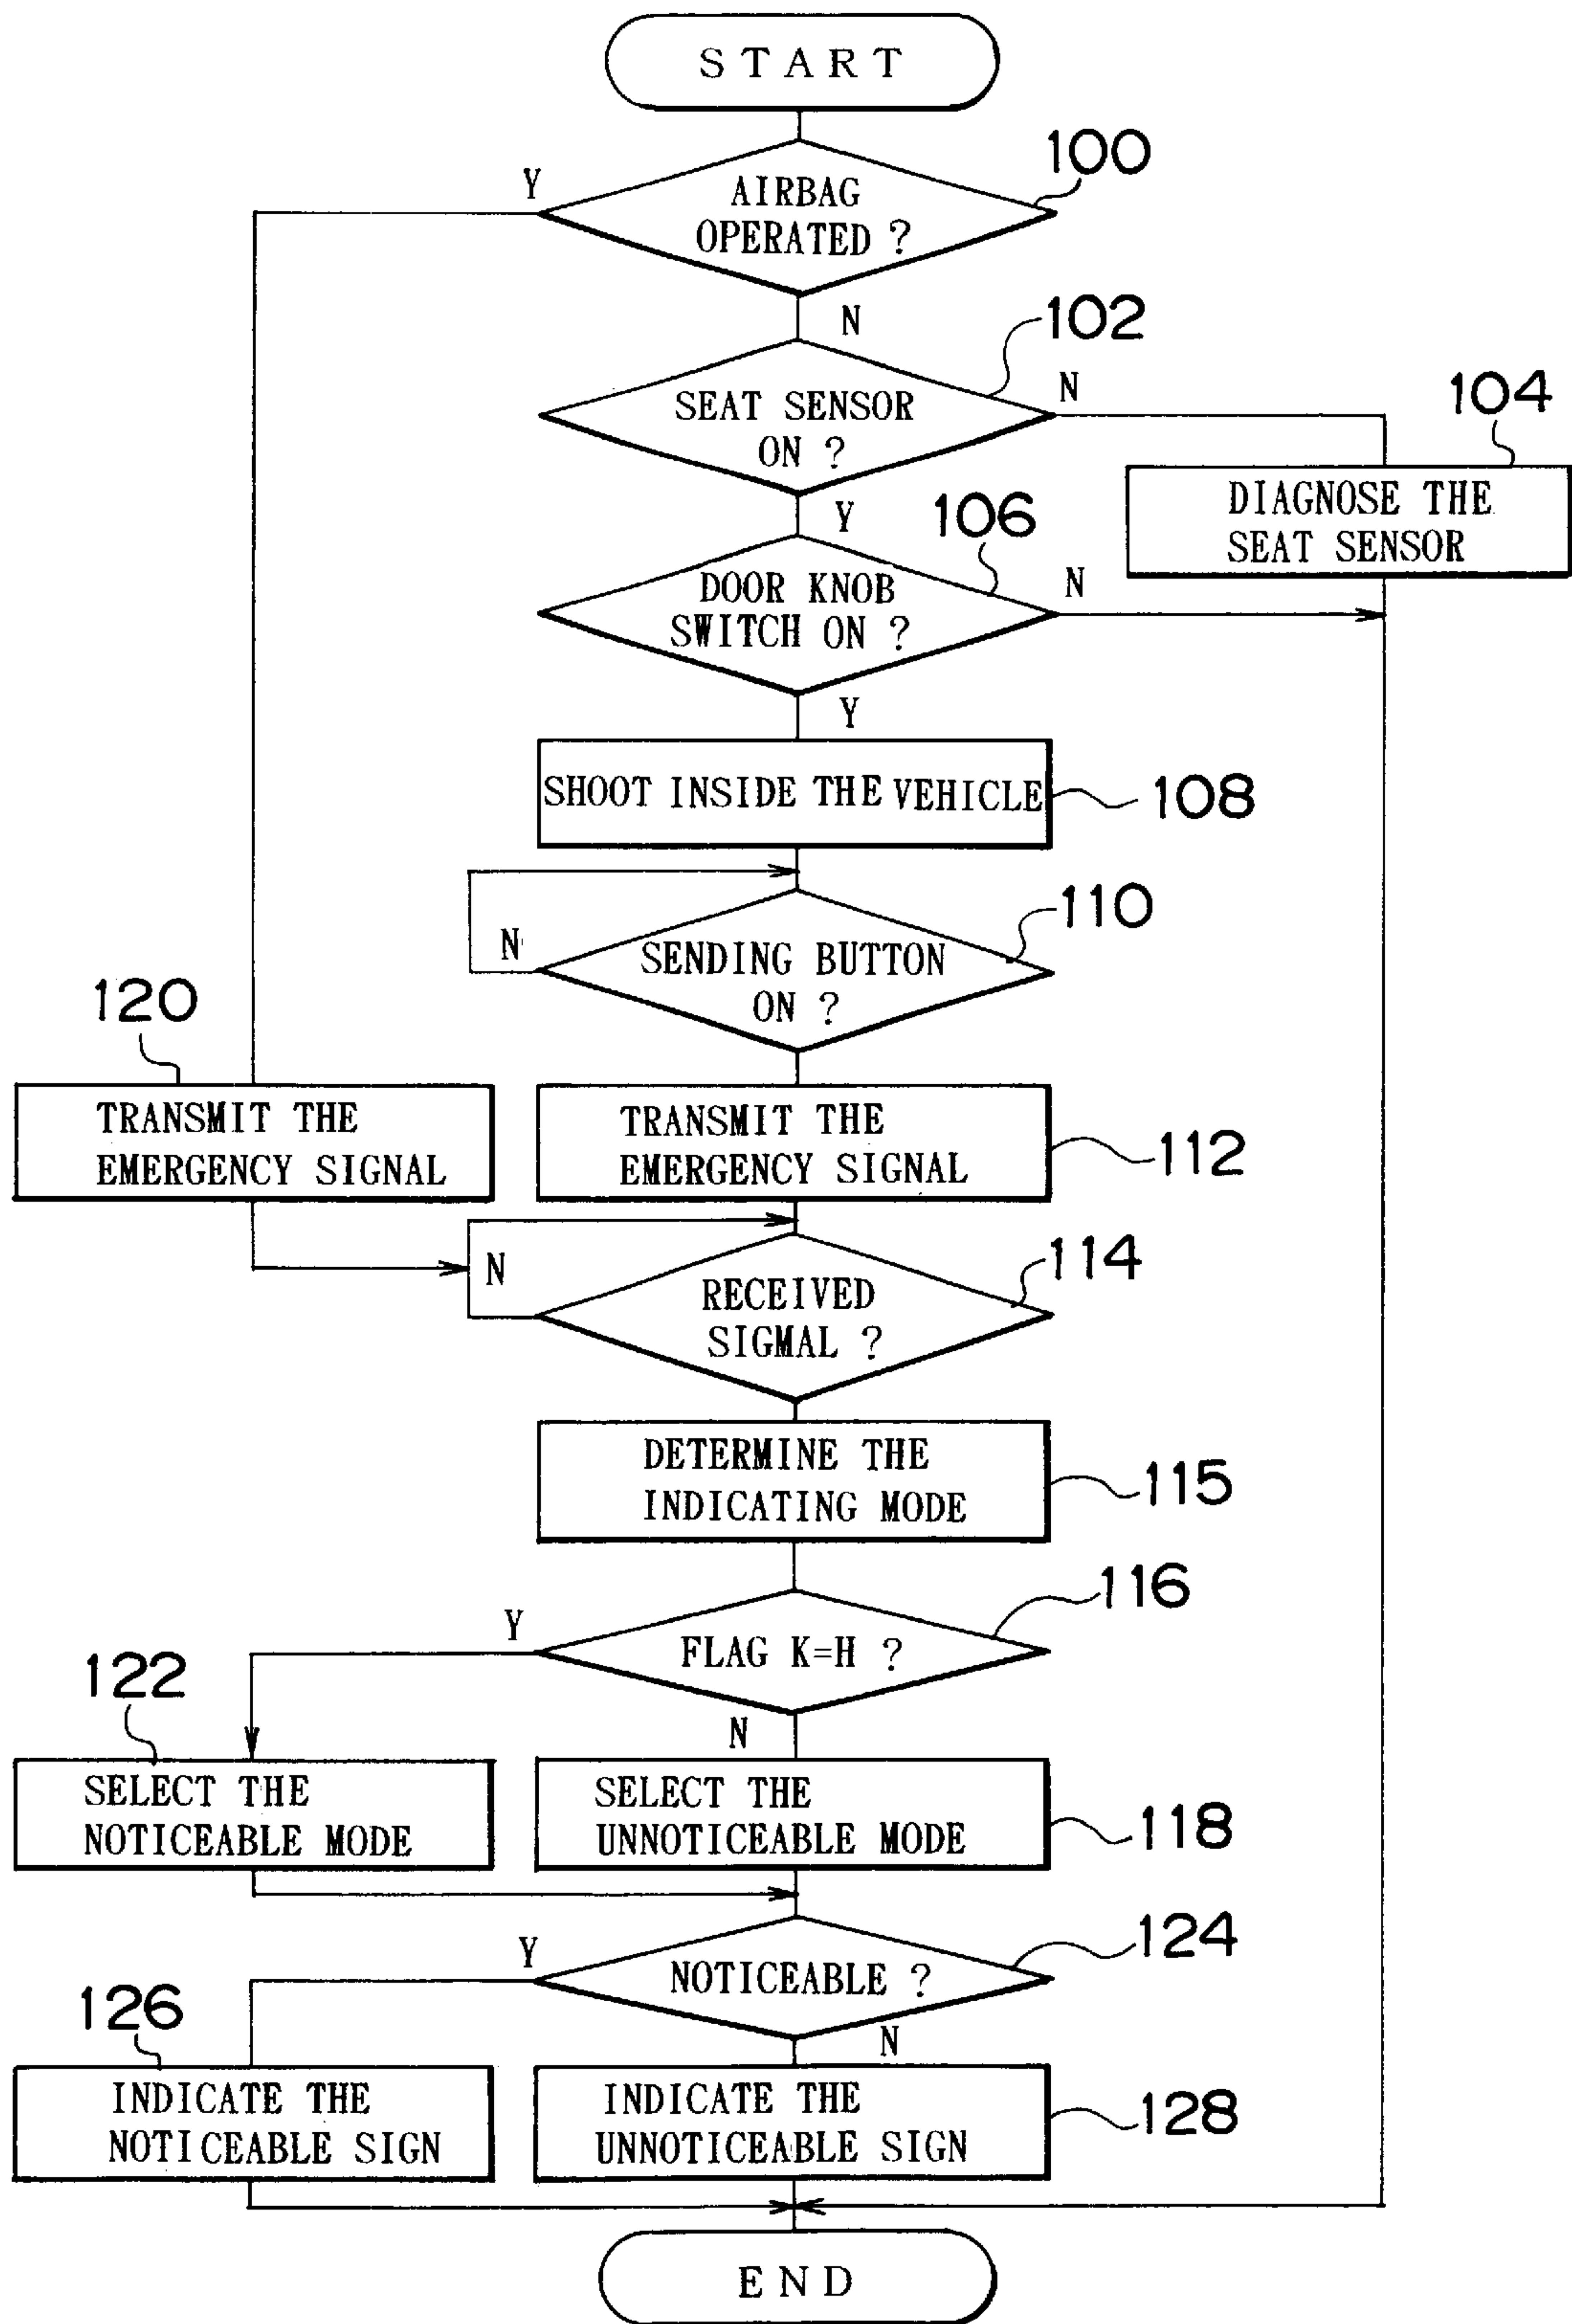 START
100
Y
AIRBAG
OPERATED ?
N
102
SEAT SENSOR
ON ?
N
104
DIAGNOSE THE
SEAT SENSOR
Y
106
DOOR KNOB
SWITCH ON ?
N
Y
SHOOT INSIDE THE VEHICLE
108
110
N
SENDING BUTTON
ON ?
120
TRANSMIT THE
EMERGENCY SIGNAL
TRANSMIT THE
EMERGENCY SIGNAL
112
114
N
RECEIVED
SIGMAL ?
DETERMINE THE
INDICATING MODE
115
116
Y
FLAG K=H ?
122
N
SELECT THE
NOTICEABLE MODE
SELECT THE
UNNOTICEABLE MODE
118
124
Y
NOTICEABLE ?
126
N
INDICATE THE
NOTICEABLE SIGN
INDICATE THE
UNNOTICEABLE SIGN
128
END